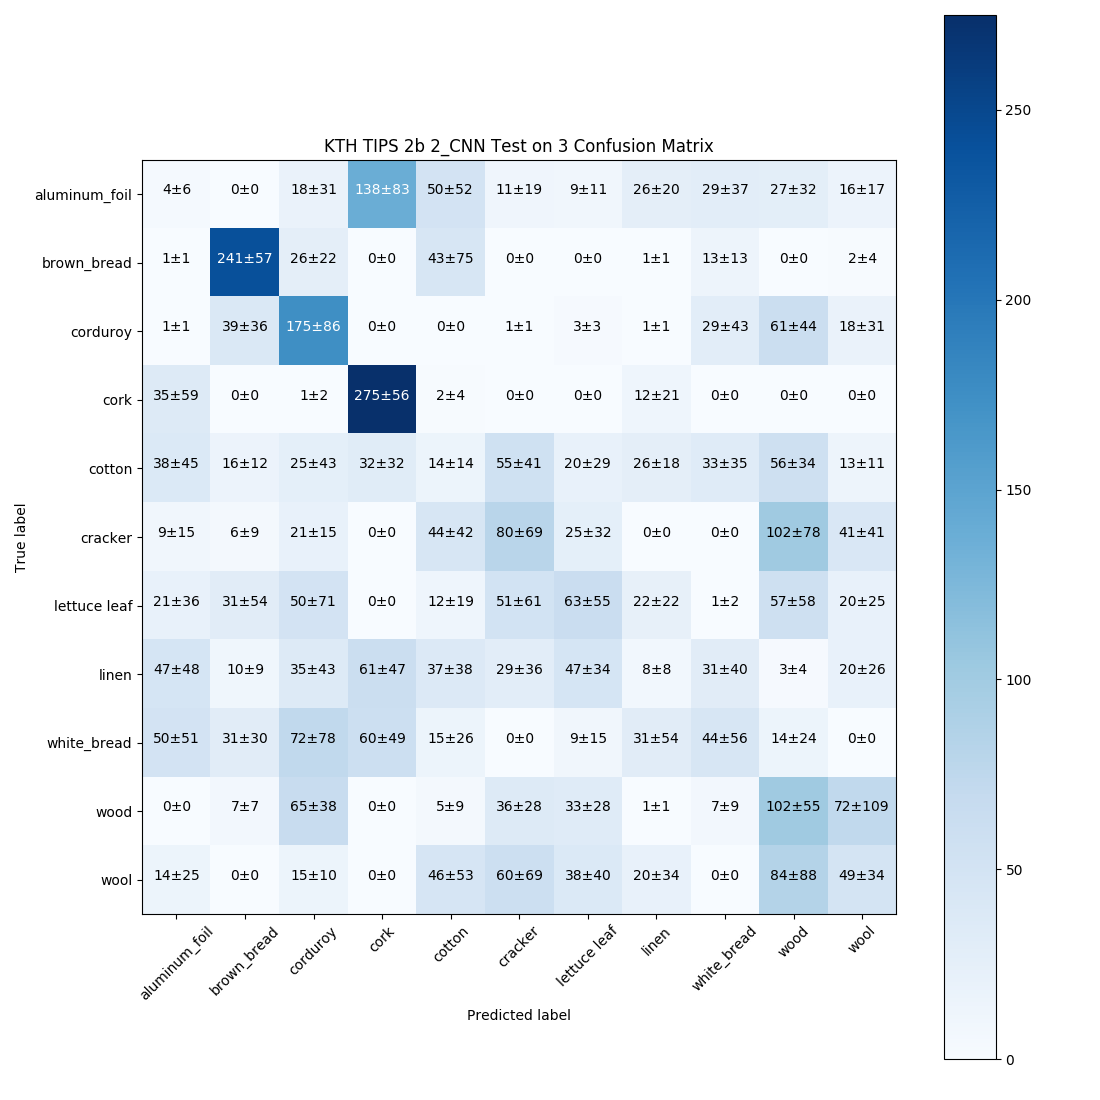 KTH TIPS 2b 2_CNN Test on 3 Confusion Matrix
aluminum_foil 4±6 0±0 18±31 138±83 50±52 11±19 9±11 26±20 29±37 27±32 16±17
brown_bread 1±1 241±57 26±22 0±0 43±75 0±0 0±0 1±1 13±13 0±0 2±4
corduroy 1±1 39±36 175±86 0±0 0±0 1±1 3±3 1±1 29±43 61±44 18±31
cork 35±59 0±0 1±2 275±56 2±4 0±0 0±0 12±21 0±0 0±0 0±0
cotton 38±45 16±12 25±43 32±32 14±14 55±41 20±29 26±18 33±35 56±34 13±11
cracker 9±15 6±9 21±15 0±0 44±42 80±69 25±32 0±0 0±0 102±78 41±41
lettuce leaf 21±36 31±54 50±71 0±0 12±19 51±61 63±55 22±22 1±2 57±58 20±25
linen 47±48 10±9 35±43 61±47 37±38 29±36 47±34 8±8 31±40 3±4 20±26
white_bread 50±51 31±30 72±78 60±49 15±26 0±0 9±15 31±54 44±56 14±24 0±0
wood 0±0 7±7 65±38 0±0 5±9 36±28 33±28 1±1 7±9 102±55 72±109
wool 14±25 0±0 15±10 0±0 46±53 60±69 38±40 20±34 0±0 84±88 49±34
aluminum_foil brown_bread corduroy cork cotton cracker lettuce leaf linen white_bread wood wool
Predicted label
True label
250
200
150
100
50
0